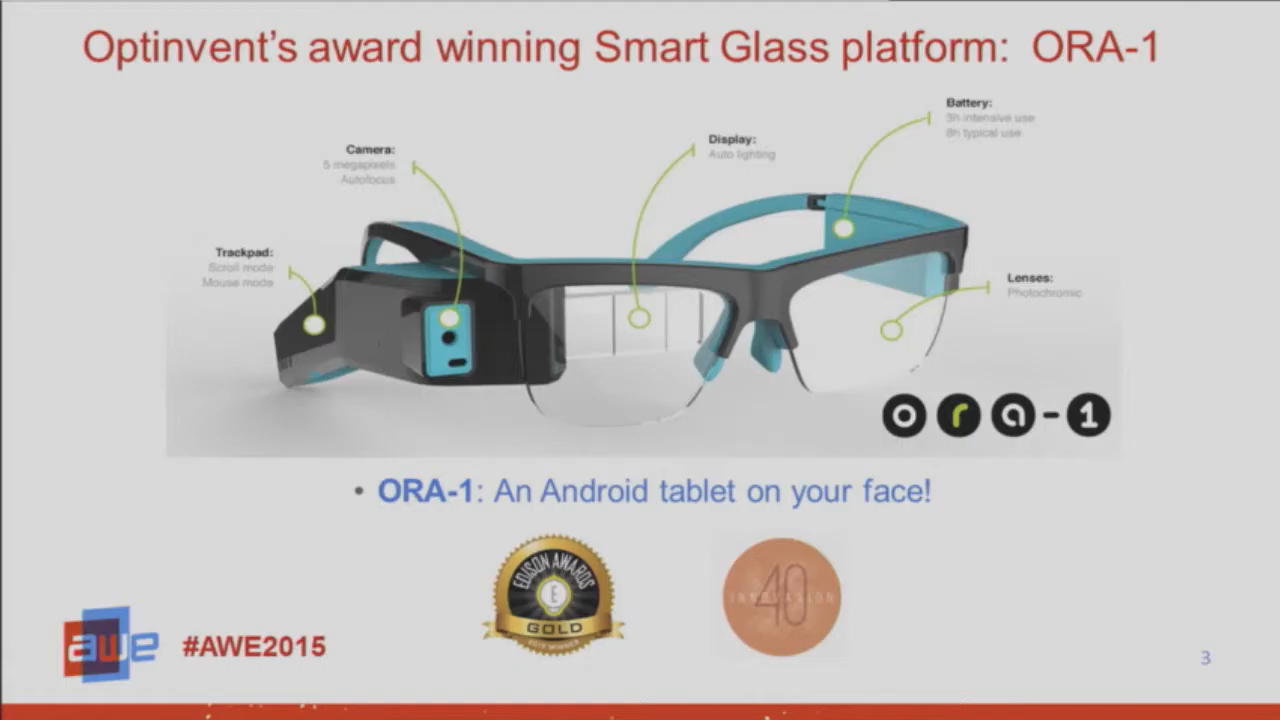 Optinvent's award winning Smart Glass platform: ORA-1
Battery:
3h intensive use
8h typical use
Display:
Auto lighting
Camera:
5 megapixels
Autofocus
Trackpad:
Scroll mode
Mouse mode
Lenses:
Photochromic
ora-1
• ORA-1: An Android tablet on your face!
EDISON AWARDS
E
GOLD
40
INNOVASION
awe
#AWE2015
3